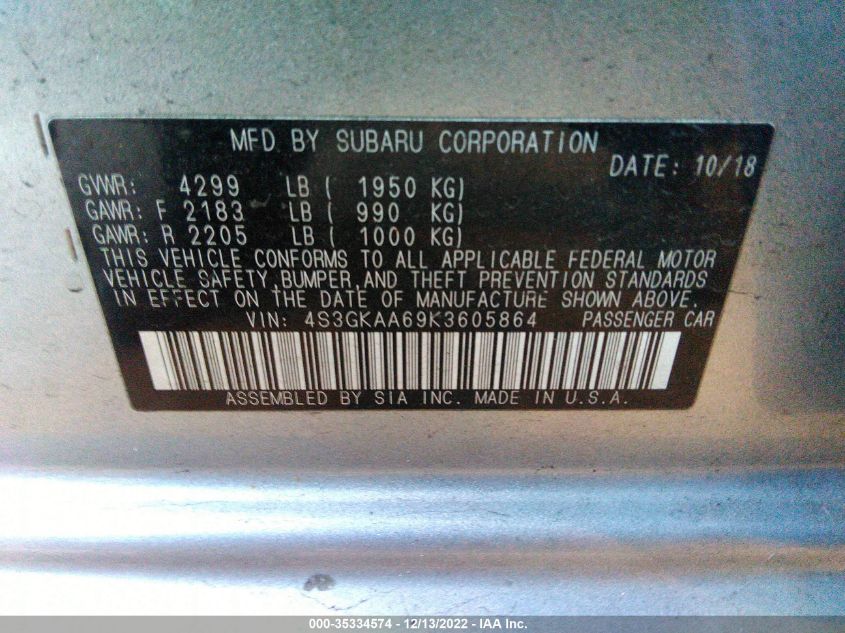 MFD BY SUBARU CORPORATION
DATE: 10/18
GVWR: 4299 LB ( 1950 KG)
GAWR: F 2183 LB ( 990 KG)
GAWR: R 2205 LB ( 1000 KG)
THIS VEHICLE CONFORMS TO ALL APPLICABLE FEDERAL MOTOR
VEHICLE SAFETY,BUMPER,AND THEFT PREVENTION STANDARDS
IN EFFECT ON THE DATE OF MANUFACTURE SHOWN ABOVE.
VIN: 4S3GKAA69K3605864 PASSENGER CAR
ASSEMBLED BY SIA INC. MADE IN U.S.A.
000-35334574 - 12/13/2022 - IAA Inc.